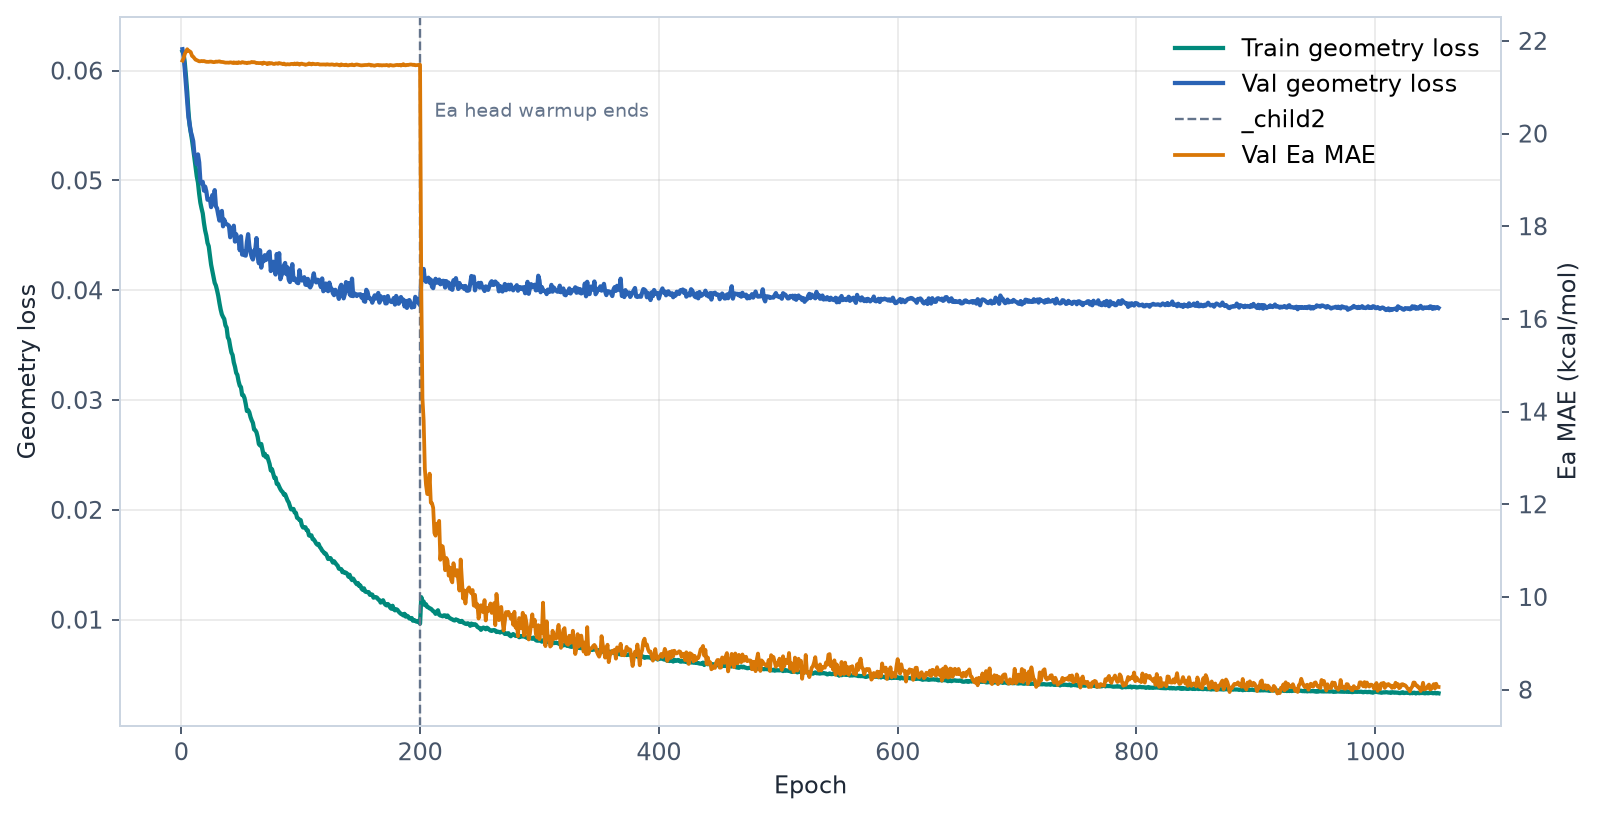 Train geometry loss
Val geometry loss
_child2
Val Ea MAE
Ea head warmup ends
0.06
0.05
0.04
0.03
0.02
0.01
Geometry loss
22
20
18
16
14
12
10
8
Ea MAE (kcal/mol)
0
200
400
600
800
1000
Epoch